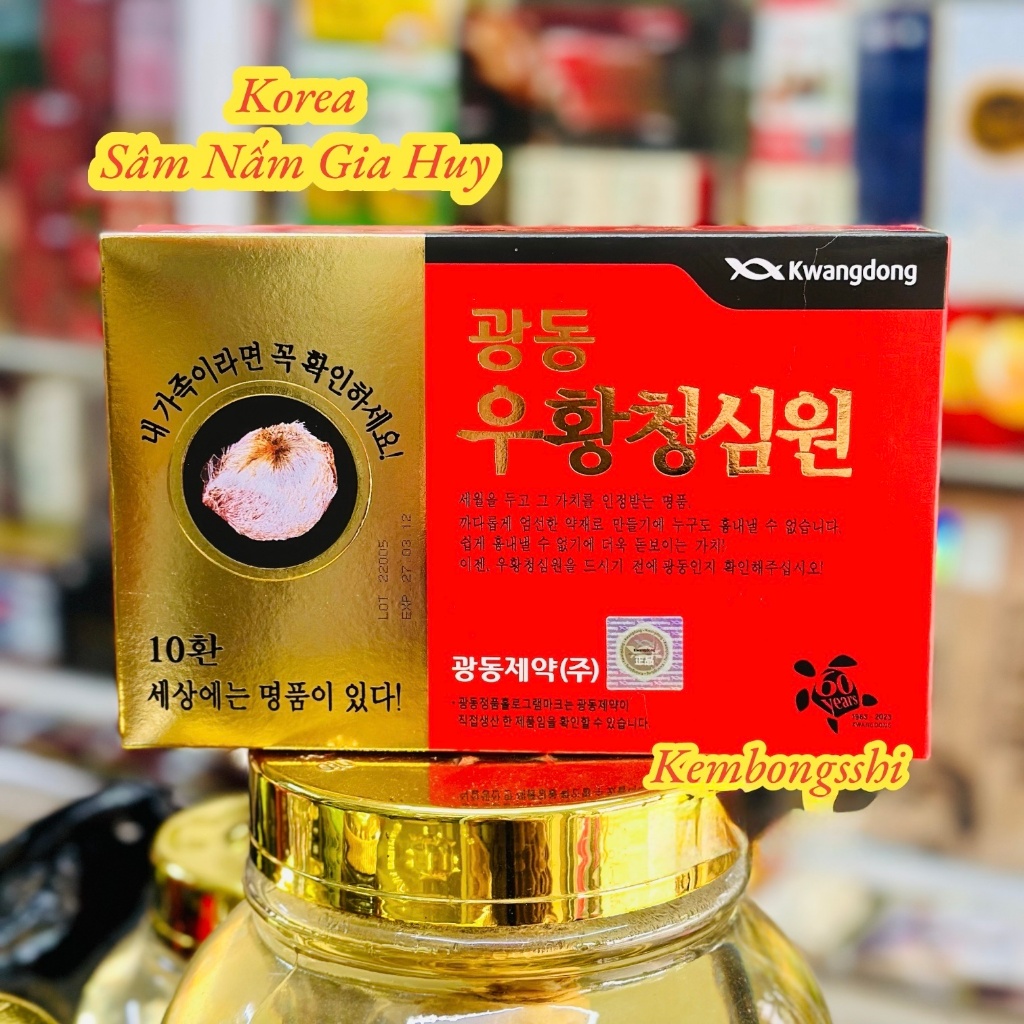 Korea
Sâm Nấm Gia Huy
Kwangdong
내 가족이라면 꼭 확인하세요!
광동
우황청심원
세월을 두고 그 가치를 인정받는 명품.
까다롭게 엄선한 약재로 만들기에 누구도 흉내낼 수 없습니다.
쉽게 흉내낼 수 없기에 더욱 돋보이는 가치!
이젠, 우황청심원을 드시기 전에 광동인지 확인해주십시오!
LOT 22005
EXP 27 03 12
10환
세상에는 명품이 있다!
광동제약(주)
· 광동정품홀로그램마크는 광동제약이
직접생산 한 제품임을 확인할 수 있습니다.
60
years
1963 - 2023
KWANGDONG
Kembongsshi